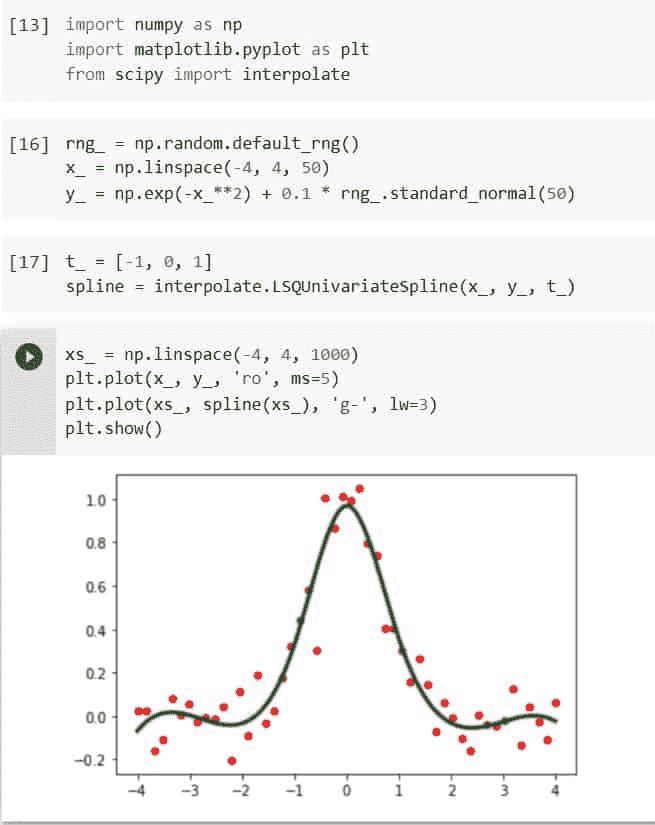 [13] import numpy as np
import matplotlib.pyplot as plt
from scipy import interpolate
[16] rng_ = np.random.default_rng()
x_ = np.linspace(-4, 4, 50)
y_ = np.exp(-x_**2) + 0.1 * rng_.standard_normal(50)
[17] t_ = [-1, 0, 1]
spline = interpolate.LSQUnivariateSpline(x_, y_, t_)
xs_ = np.linspace(-4, 4, 1000)
plt.plot(x_, y_, 'ro', ms=5)
plt.plot(xs_, spline(xs_), 'g-', lw=3)
plt.show()
1.0
0.8
0.6
0.4
0.2
0.0
−0.2
−4 −3 −2 −1 0 1 2 3 4